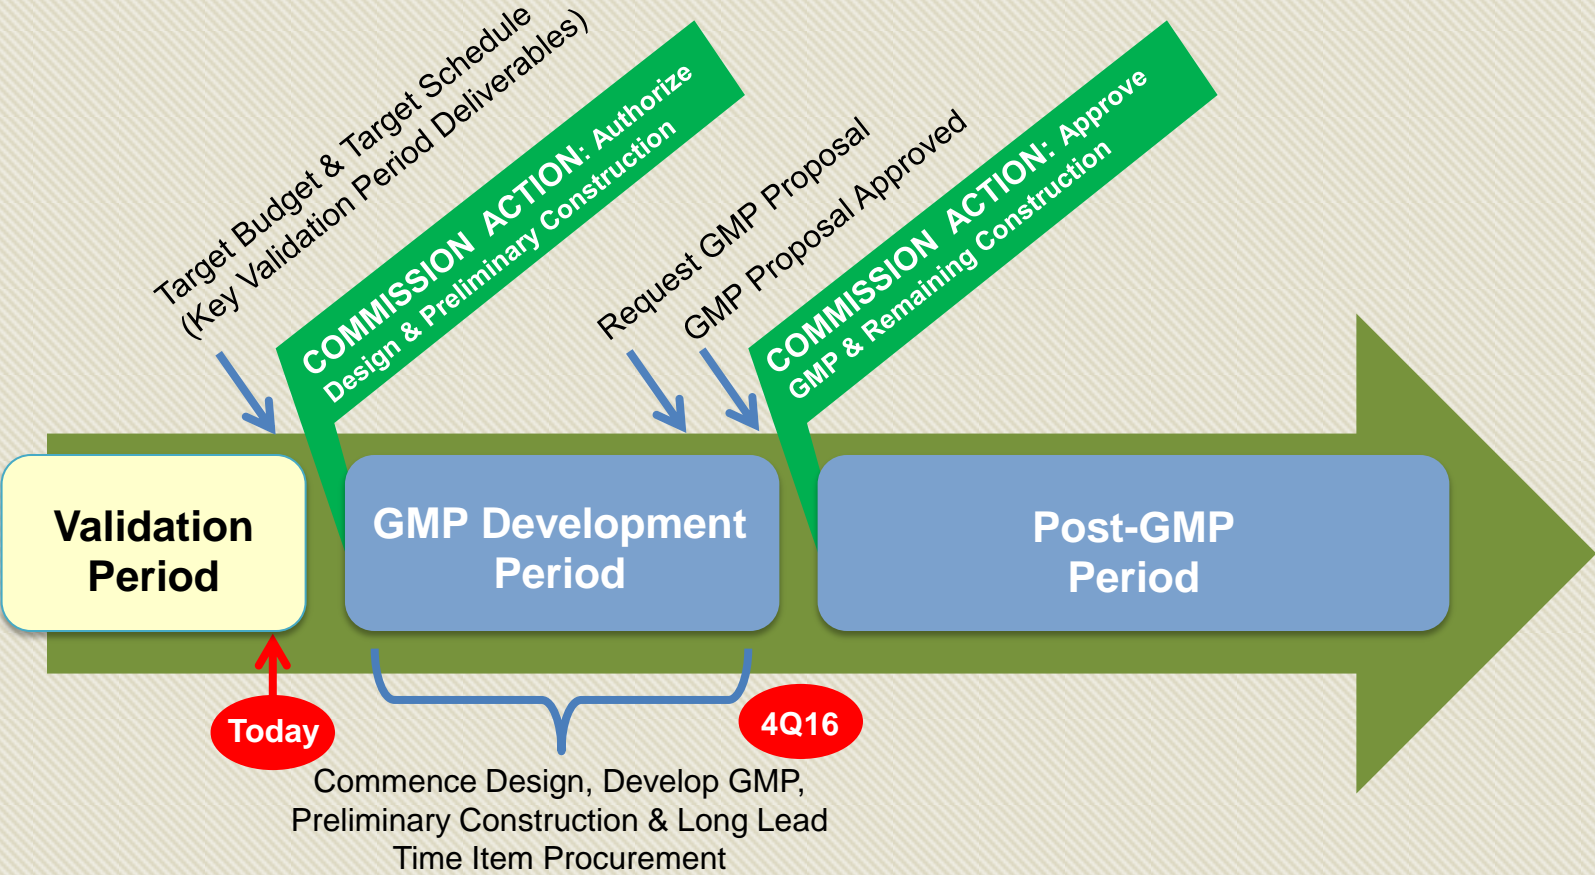 Target Budget & Target Schedule
(Key Validation Period Deliverables)
COMMISSION ACTION: Authorize
Design & Preliminary Construction
Request GMP Proposal
GMP Proposal Approved
COMMISSION ACTION: Approve
GMP & Remaining Construction
Validation
Period
GMP Development
Period
Post-GMP
Period
Today
4Q16
Commence Design, Develop GMP,
Preliminary Construction & Long Lead
Time Item Procurement